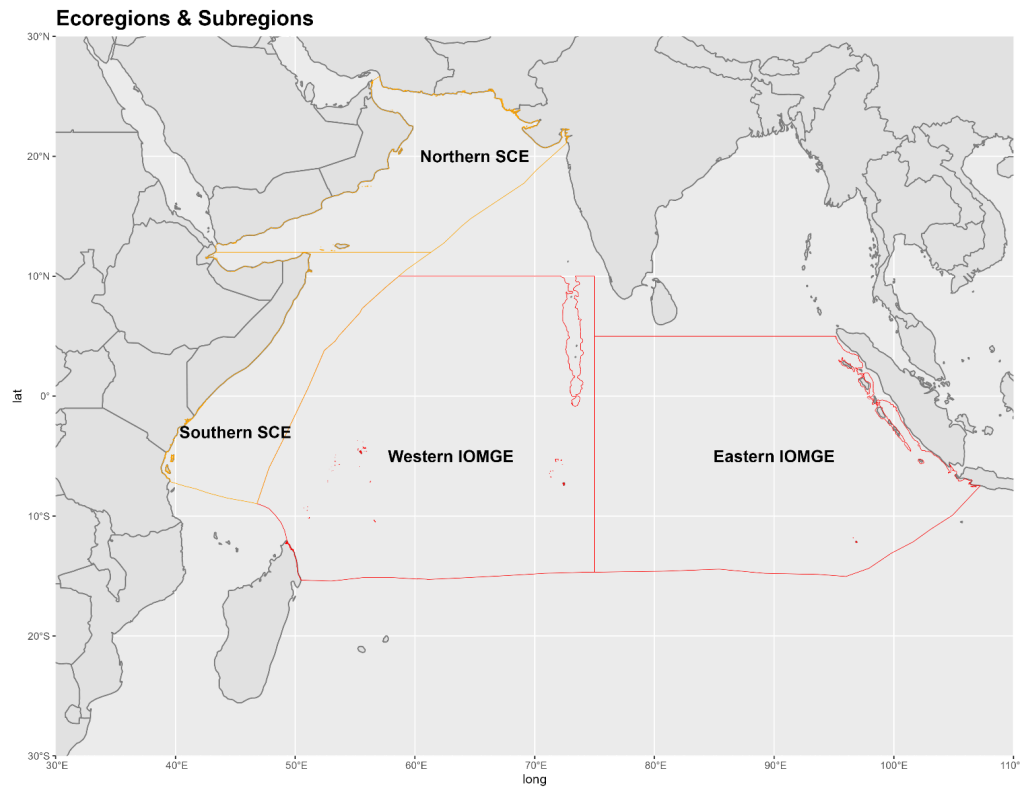 Ecoregions & Subregions
30°N
20°N
10°N
0°
10°S
20°S
30°S
lat
Northern SCE
Southern SCE
Western IOMGE
Eastern IOMGE
30°E
40°E
50°E
60°E
70°E
80°E
90°E
100°E
110°
long